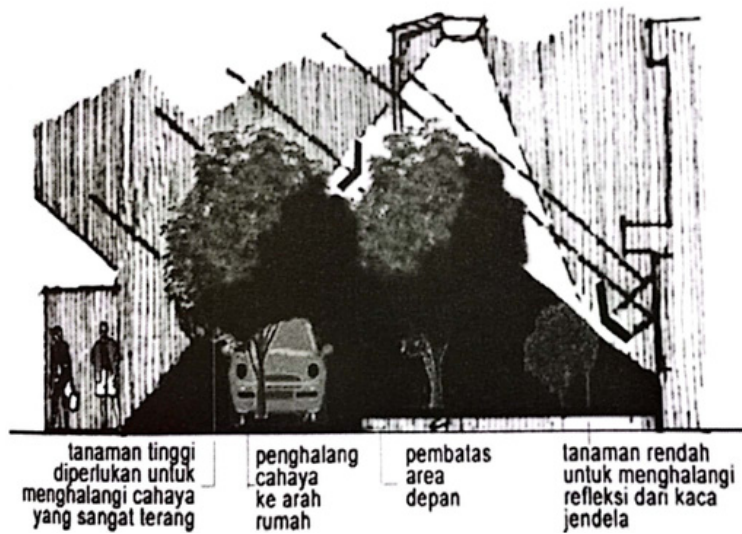 tanaman tinggi
diperlukan untuk
menghalangi cahaya
yang sangat terang
penghalang
cahaya
ke arah
rumah
pembatas
area
depan
tanaman rendah
untuk menghalangi
refleksi dari kaca
jendela